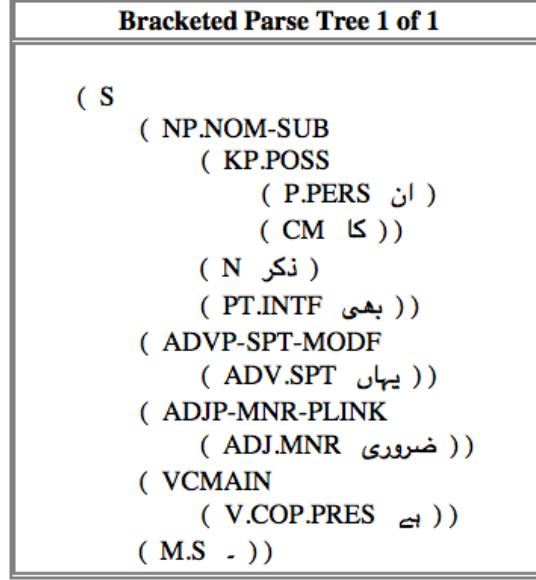 Bracketed Parse Tree 1 of 1
( S
( NP.NOM-SUB
( KP.POSS
( P.PERS ان )
( CM کا ))
( N ذکر )
( PT.INTF بھی ))
( ADVP-SPT-MODF
( ADV.SPT یہاں ))
( ADJP-MNR-PLINK
( ADJ.MNR ضروری ))
( VCMAIN
( V.COP.PRES ہے ))
( M.S ۔ ))